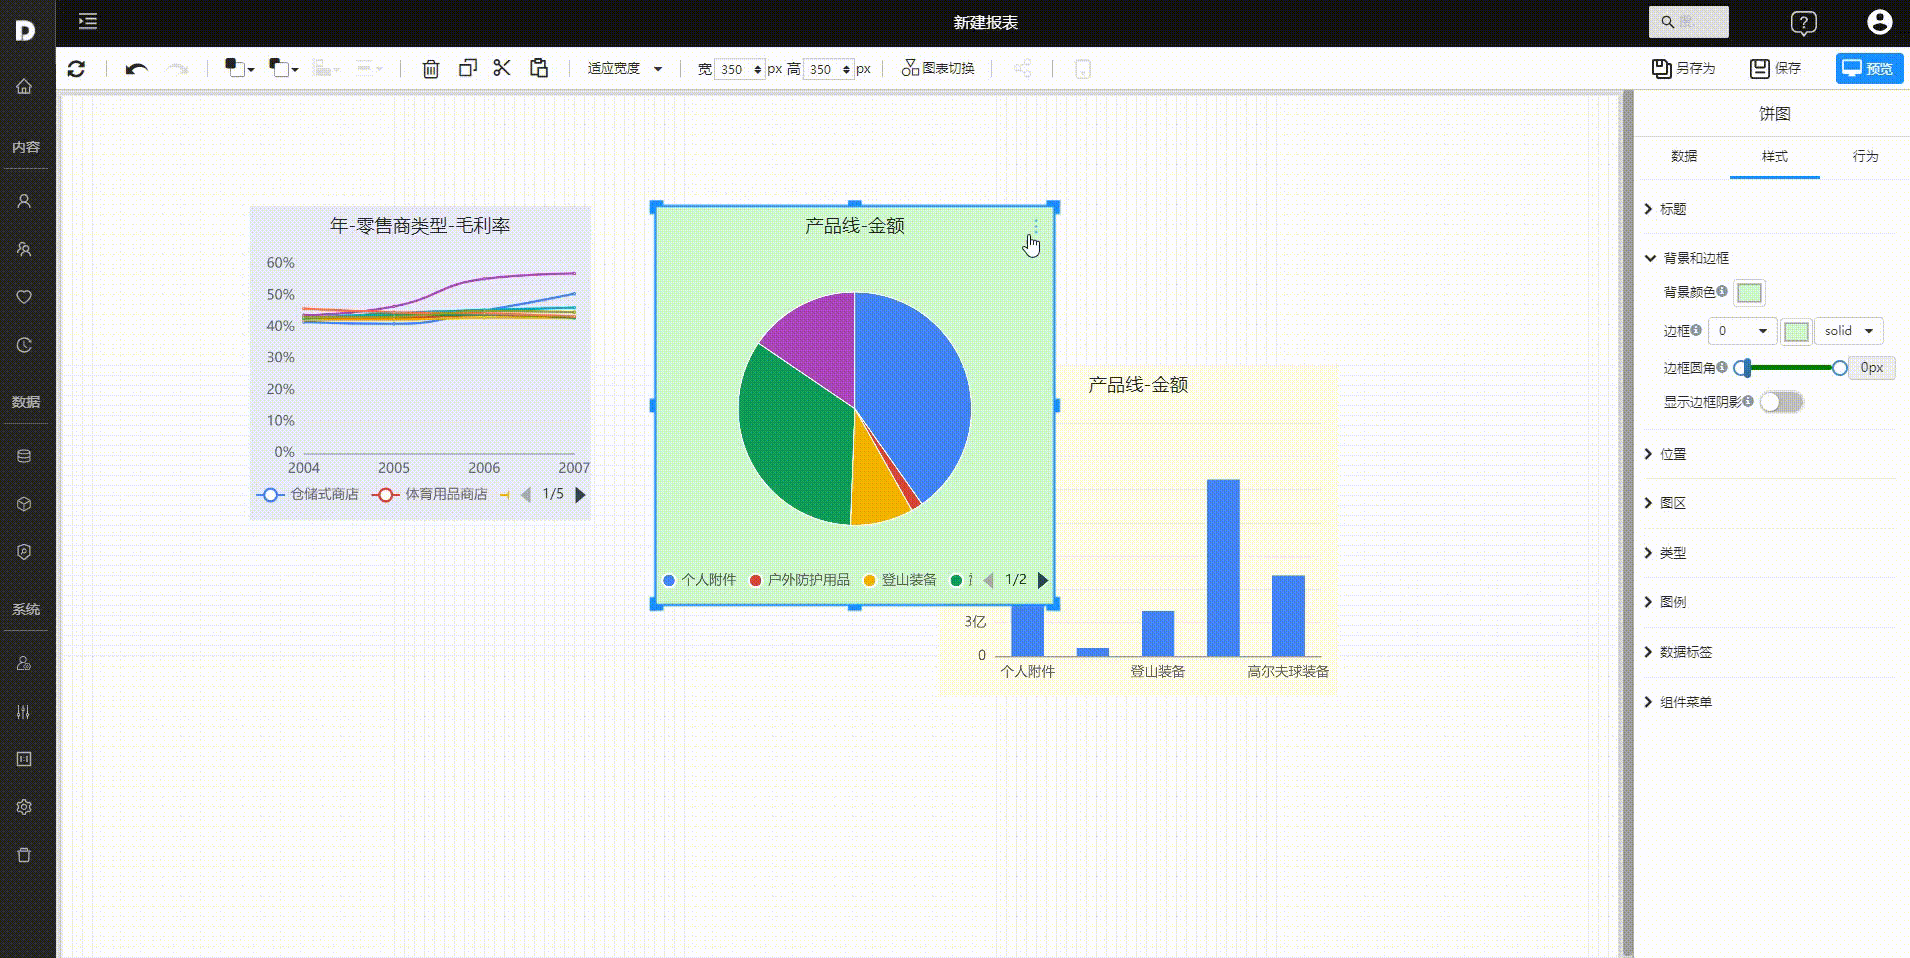 D
新建报表
搜
?
适应宽度
宽 350 px 高 350 px
图表切换
另存为
保存
预览
内容
数据
系统
年-零售商类型-毛利率
60%
50%
40%
30%
20%
10%
0%
2004 2005 2006 2007
仓储式商店 体育用品商店 1/5
产品线-金额
个人附件 户外防护用品 登山装备 1/2
产品线-金额
3亿
0
个人附件 登山装备 高尔夫球装备
饼图
数据 样式 行为
标题
背景和边框
背景颜色
边框 0 solid
边框圆角 0px
显示边框阴影
位置
图区
类型
图例
数据标签
组件菜单